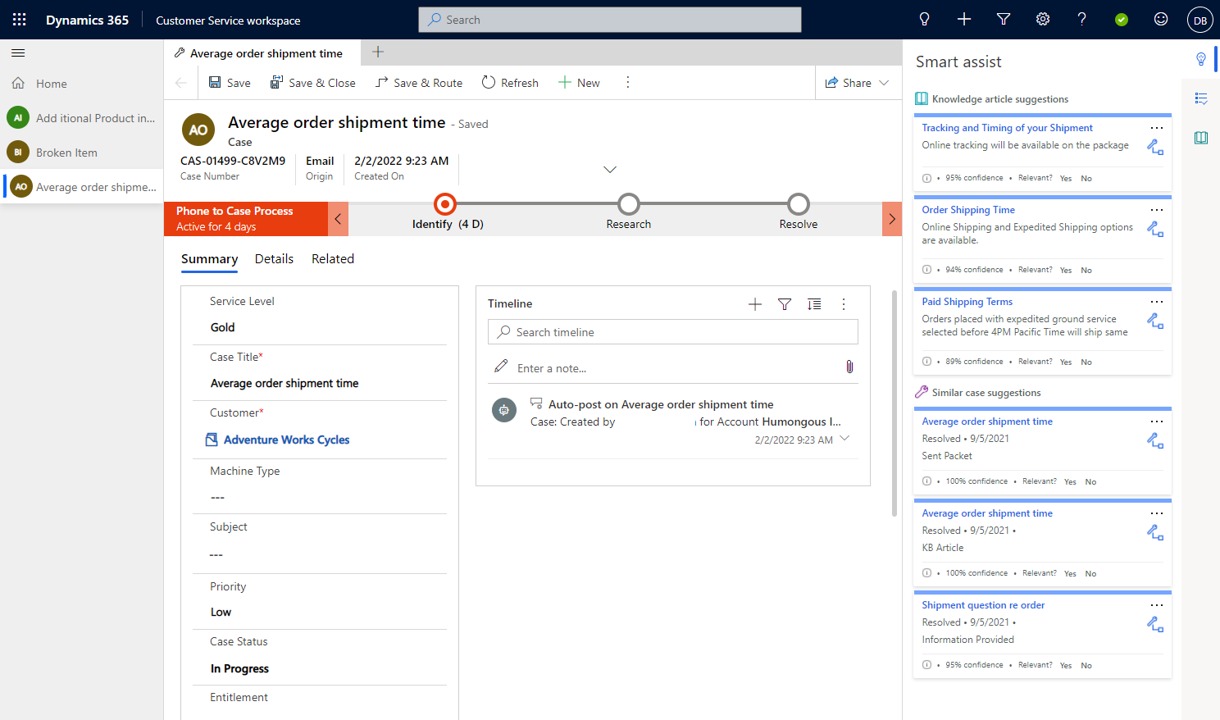 Dynamics 365
Customer Service workspace
Search
DB
Home
AI Add itional Product in...
BI Broken Item
AO Average order shipme...
Average order shipment time
Save
Save & Close
Save & Route
Refresh
New
Share
AO
Average order shipment time - Saved
Case
CAS-01499-C8V2M9
Case Number
Email
Origin
2/2/2022 9:23 AM
Created On
Phone to Case Process
Active for 4 days
Identify (4 D)
Research
Resolve
Summary
Details
Related
Service Level
Gold
Case Title*
Average order shipment time
Customer*
Adventure Works Cycles
Machine Type
---
Subject
---
Priority
Low
Case Status
In Progress
Entitlement
Timeline
Search timeline
Enter a note...
Auto-post on Average order shipment time
Case: Created by for Account Humongous I...
2/2/2022 9:23 AM
Smart assist
Knowledge article suggestions
Tracking and Timing of your Shipment
Online tracking will be available on the package
• 95% confidence • Relevant? Yes No
Order Shipping Time
Online Shipping and Expedited Shipping options
are available.
• 94% confidence • Relevant? Yes No
Paid Shipping Terms
Orders placed with expedited ground service
selected before 4PM Pacific Time will ship same
• 89% confidence • Relevant? Yes No
Similar case suggestions
Average order shipment time
Resolved • 9/5/2021
Sent Packet
• 100% confidence • Relevant? Yes No
Average order shipment time
Resolved • 9/5/2021 •
KB Article
• 100% confidence • Relevant? Yes No
Shipment question re order
Resolved • 9/5/2021 •
Information Provided
• 95% confidence • Relevant? Yes No